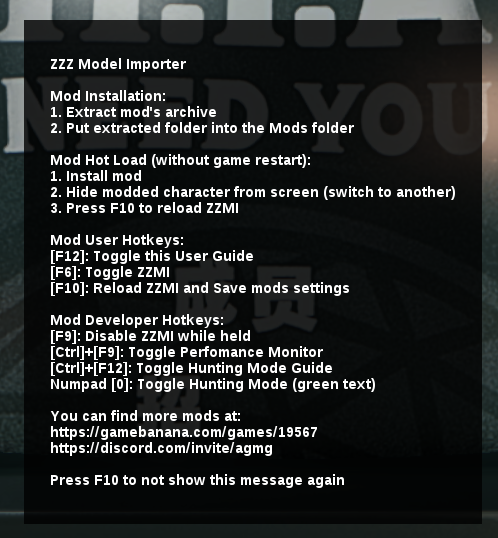 NEED YOU
ZZZ Model Importer
Mod Installation:
1. Extract mod's archive
2. Put extracted folder into the Mods folder
Mod Hot Load (without game restart):
1. Install mod
2. Hide modded character from screen (switch to another)
3. Press F10 to reload ZZMI
Mod User Hotkeys:
[F12]: Toggle this User Guide
[F6]: Toggle ZZMI
[F10]: Reload ZZMI and Save mods settings
成员
Mod Developer Hotkeys:
[F9]: Disable ZZMI while held
[Ctrl]+[F9]: Toggle Perfomance Monitor
[Ctrl]+[F12]: Toggle Hunting Mode Guide
Numpad [0]: Toggle Hunting Mode (green text)
You can find more mods at:
https://gamebanana.com/games/19567
https://discord.com/invite/agmg
Press F10 to not show this message again